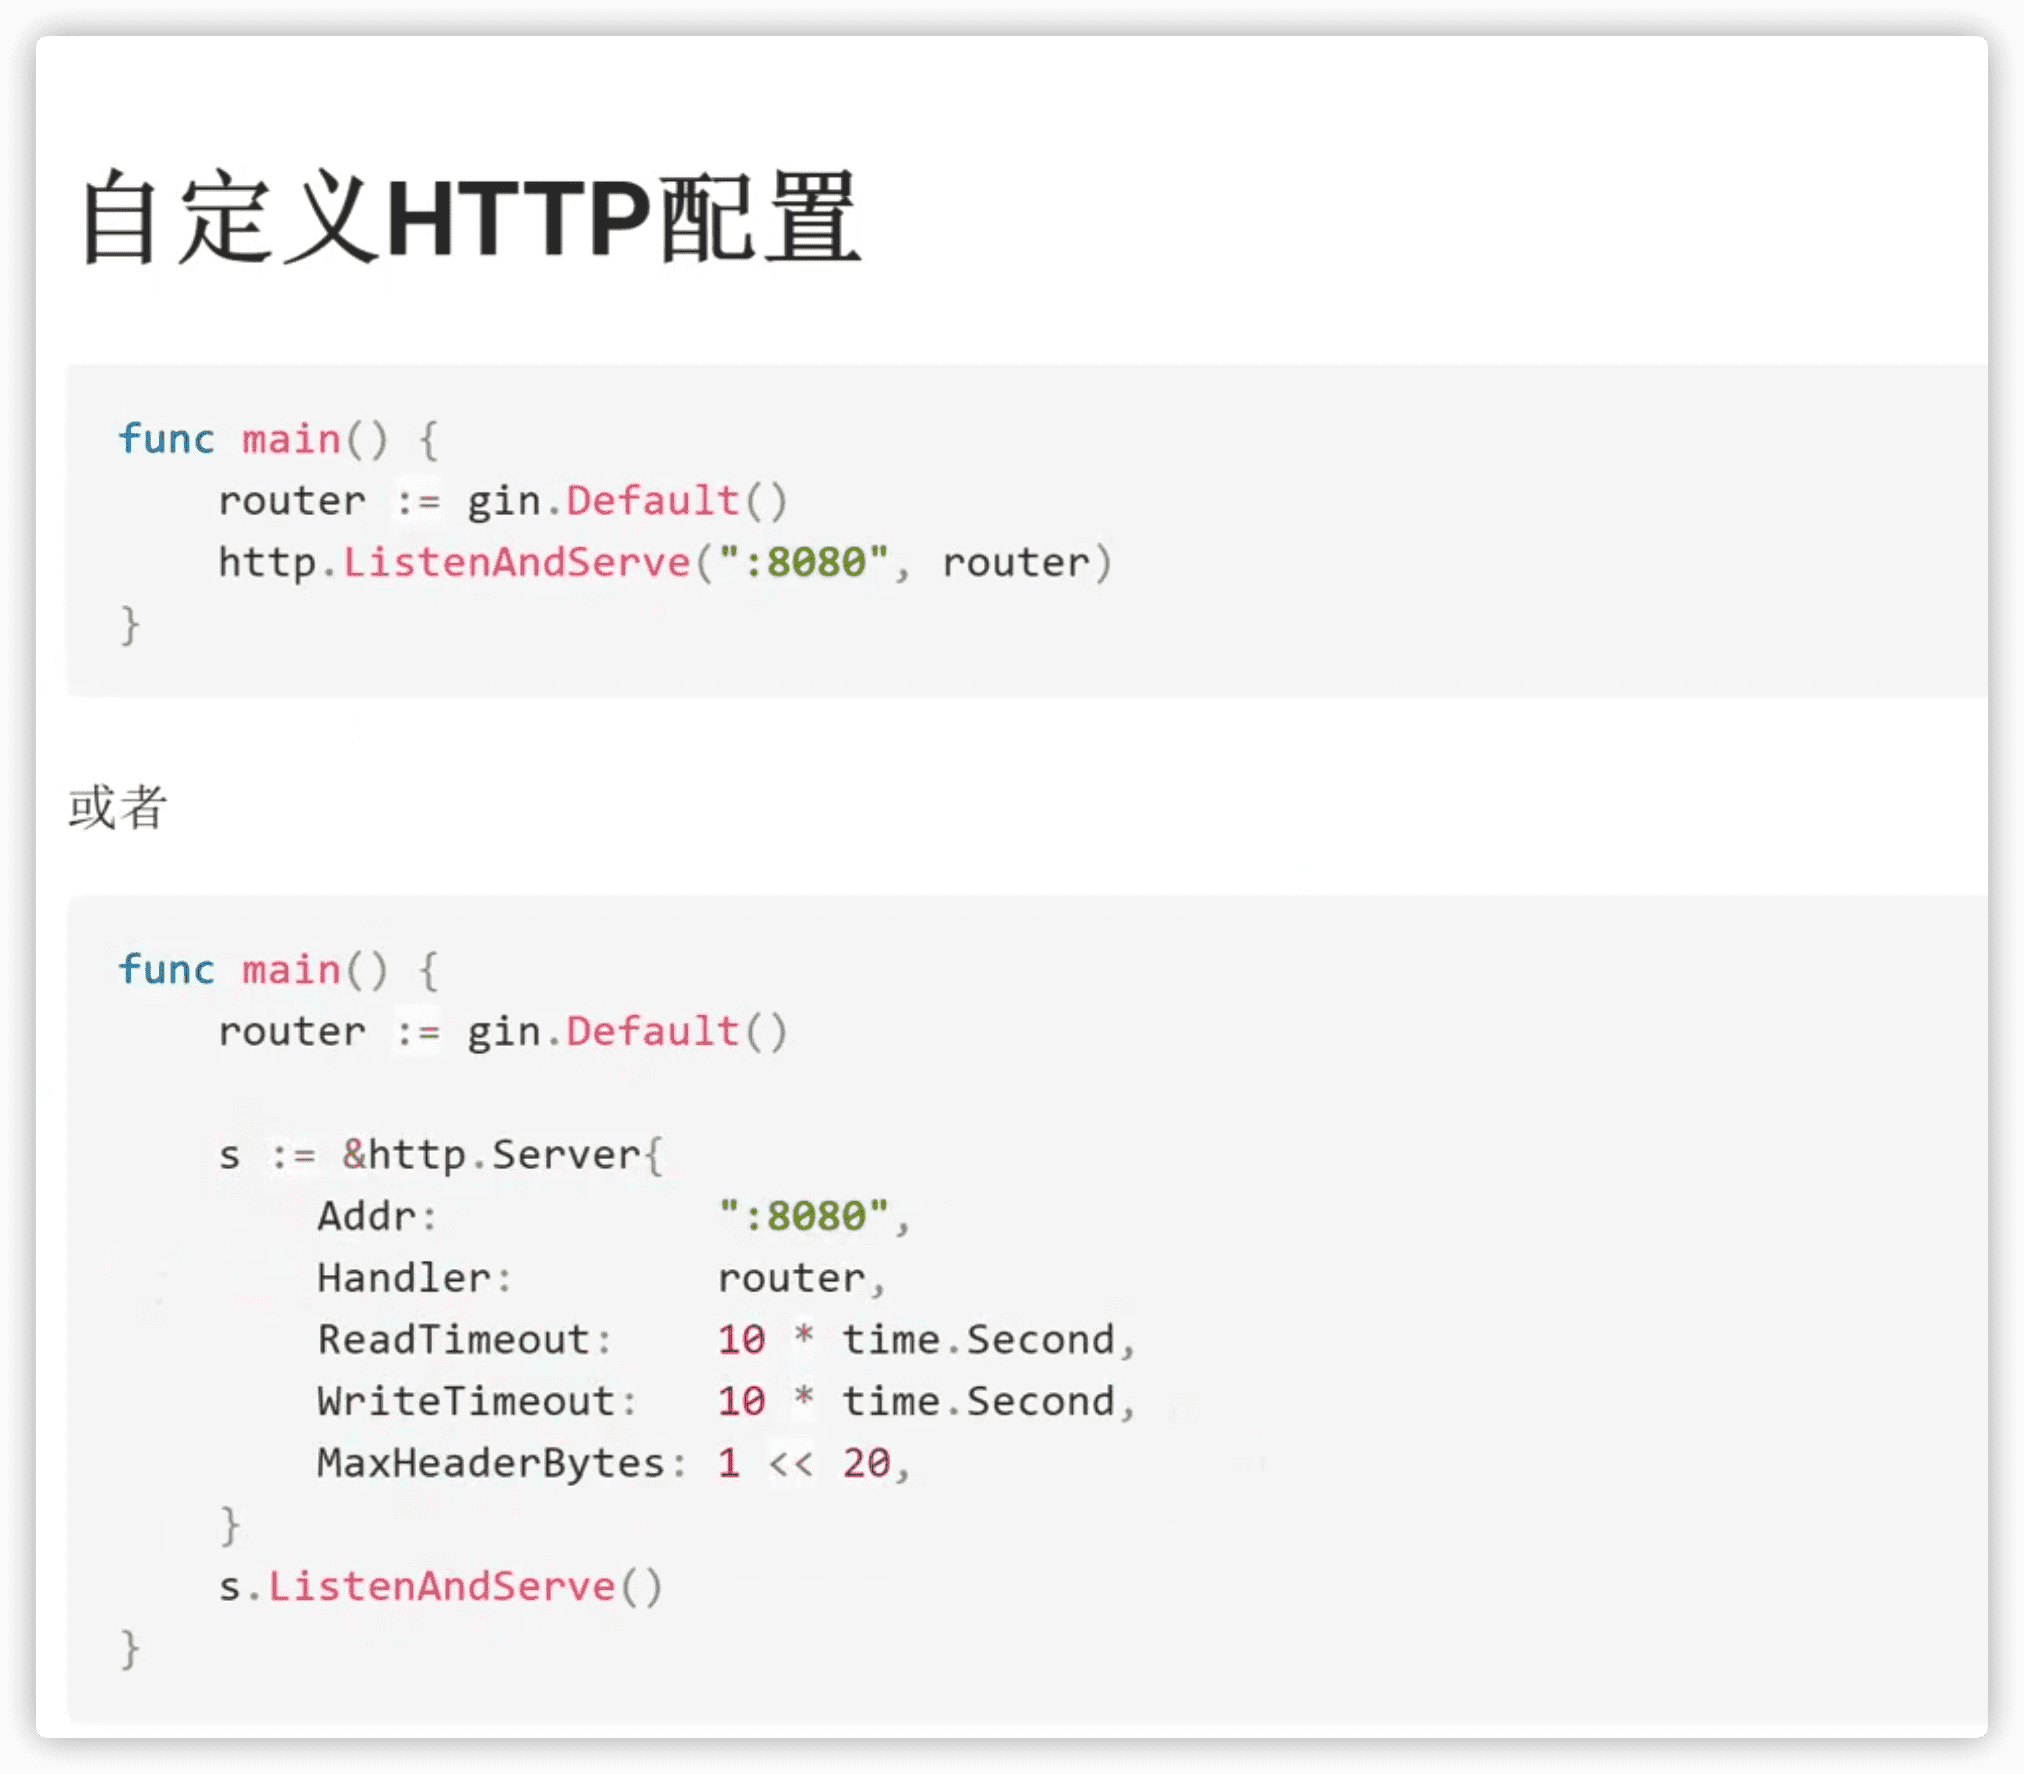 自定义HTTP配置
func main() {
    router := gin.Default()
    http.ListenAndServe(":8080", router)
}
或者
func main() {
    router := gin.Default()

    s := &http.Server{
        Addr:           ":8080",
        Handler:        router,
        ReadTimeout:    10 * time.Second,
        WriteTimeout:   10 * time.Second,
        MaxHeaderBytes: 1 << 20,
    }
    s.ListenAndServe()
}